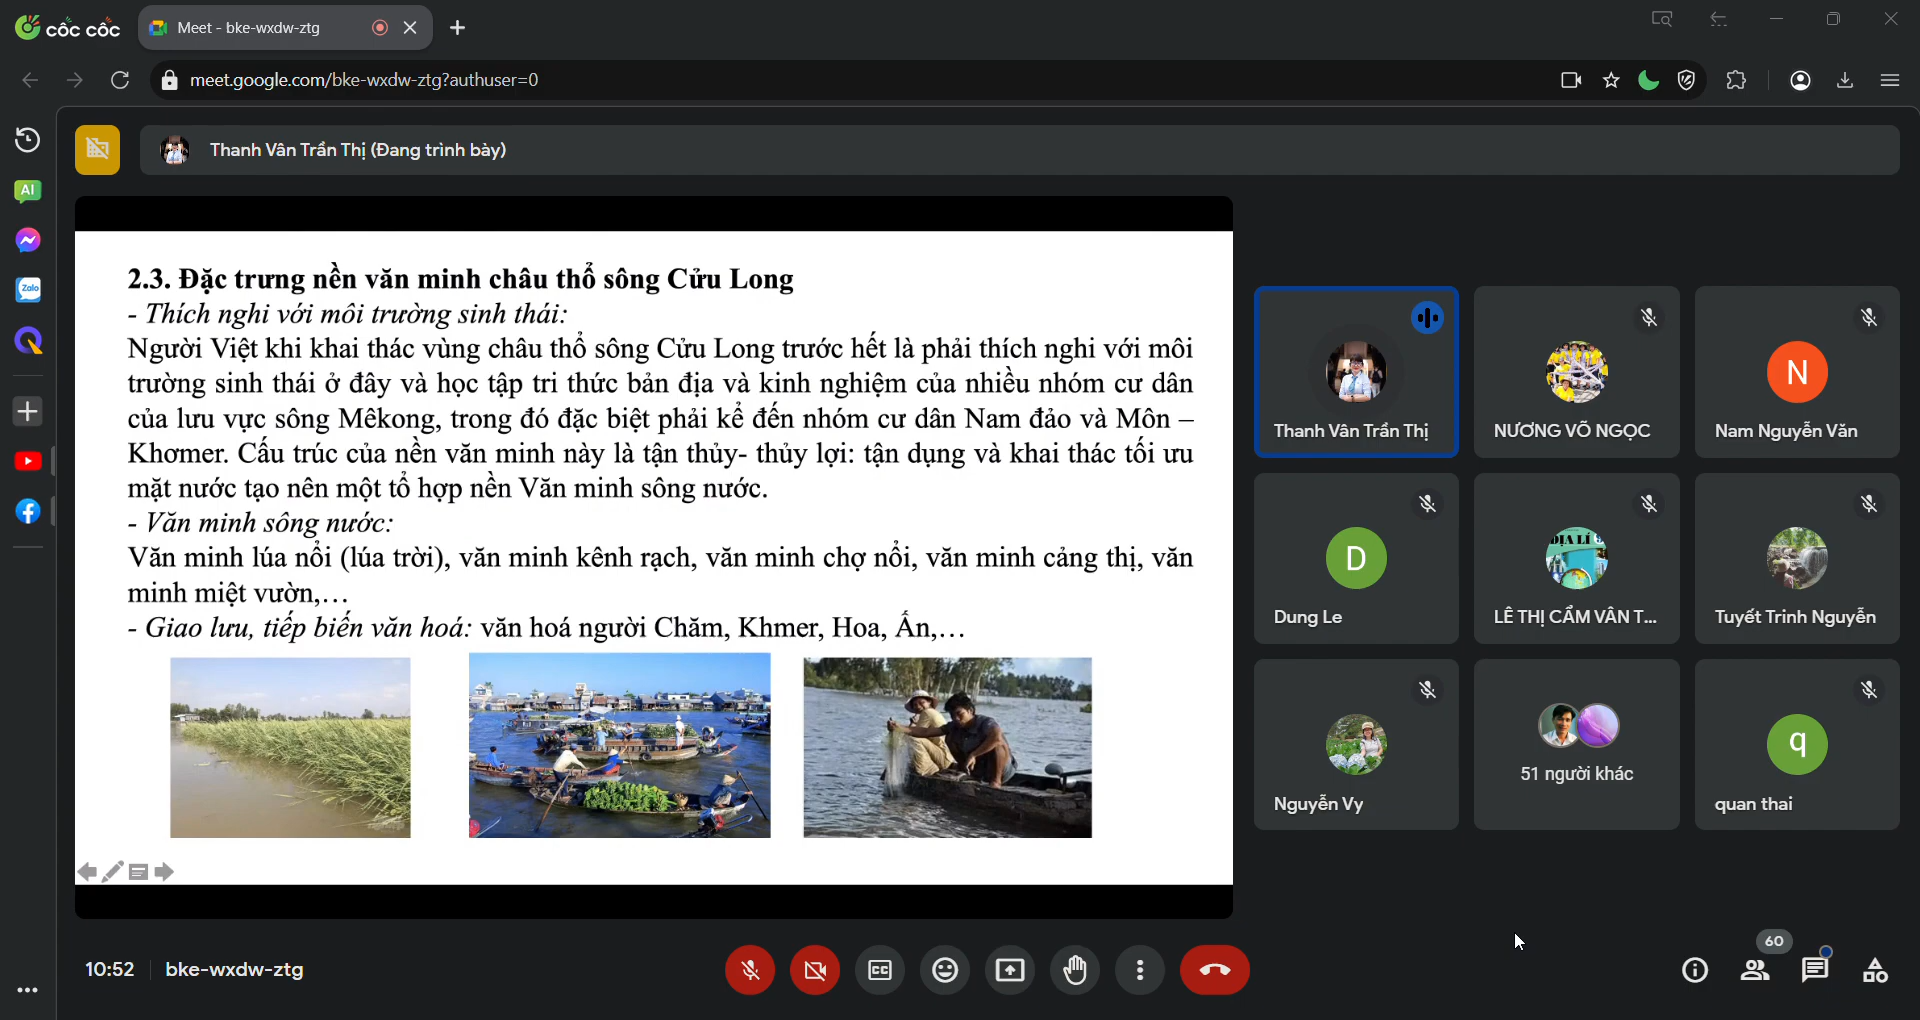 cốc cốc
Meet - bke-wxdw-ztg
meet.google.com/bke-wxdw-ztg?authuser=0
AI
Zalo
Thanh Vân Trần Thị (Đang trình bày)
2.3. Đặc trưng nền văn minh châu thổ sông Cửu Long
- Thích nghi với môi trường sinh thái:
Người Việt khi khai thác vùng châu thổ sông Cửu Long trước hết là phải thích nghi với môi
trường sinh thái ở đây và học tập tri thức bản địa và kinh nghiệm của nhiều nhóm cư dân
của lưu vực sông Mêkong, trong đó đặc biệt phải kể đến nhóm cư dân Nam đảo và Môn –
Khơmer. Cấu trúc của nền văn minh này là tận thủy- thủy lợi: tận dụng và khai thác tối ưu
mặt nước tạo nên một tổ hợp nền Văn minh sông nước.
- Văn minh sông nước:
Văn minh lúa nổi (lúa trời), văn minh kênh rạch, văn minh chợ nổi, văn minh cảng thị, văn
minh miệt vườn,…
- Giao lưu, tiếp biến văn hoá: văn hoá người Chăm, Khmer, Hoa, Ấn,…
Thanh Vân Trần Thị
NƯƠNG VÕ NGỌC
N
Nam Nguyễn Văn
D
Dung Le
ĐỊA LÍ
LÊ THỊ CẨM VÂN T...
Tuyết Trinh Nguyễn
Nguyễn Vy
51 người khác
q
quan thai
10:52
bke-wxdw-ztg
CC
60